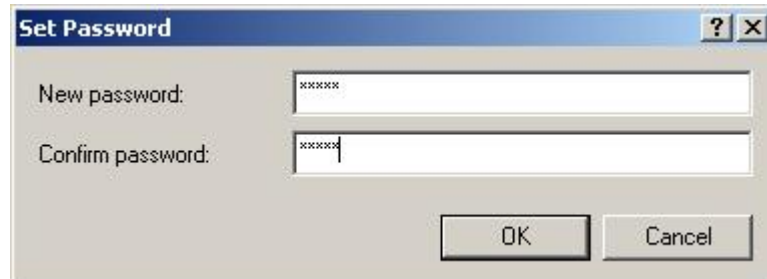 Set Password
New password: *****
Confirm password: *****
OK Cancel